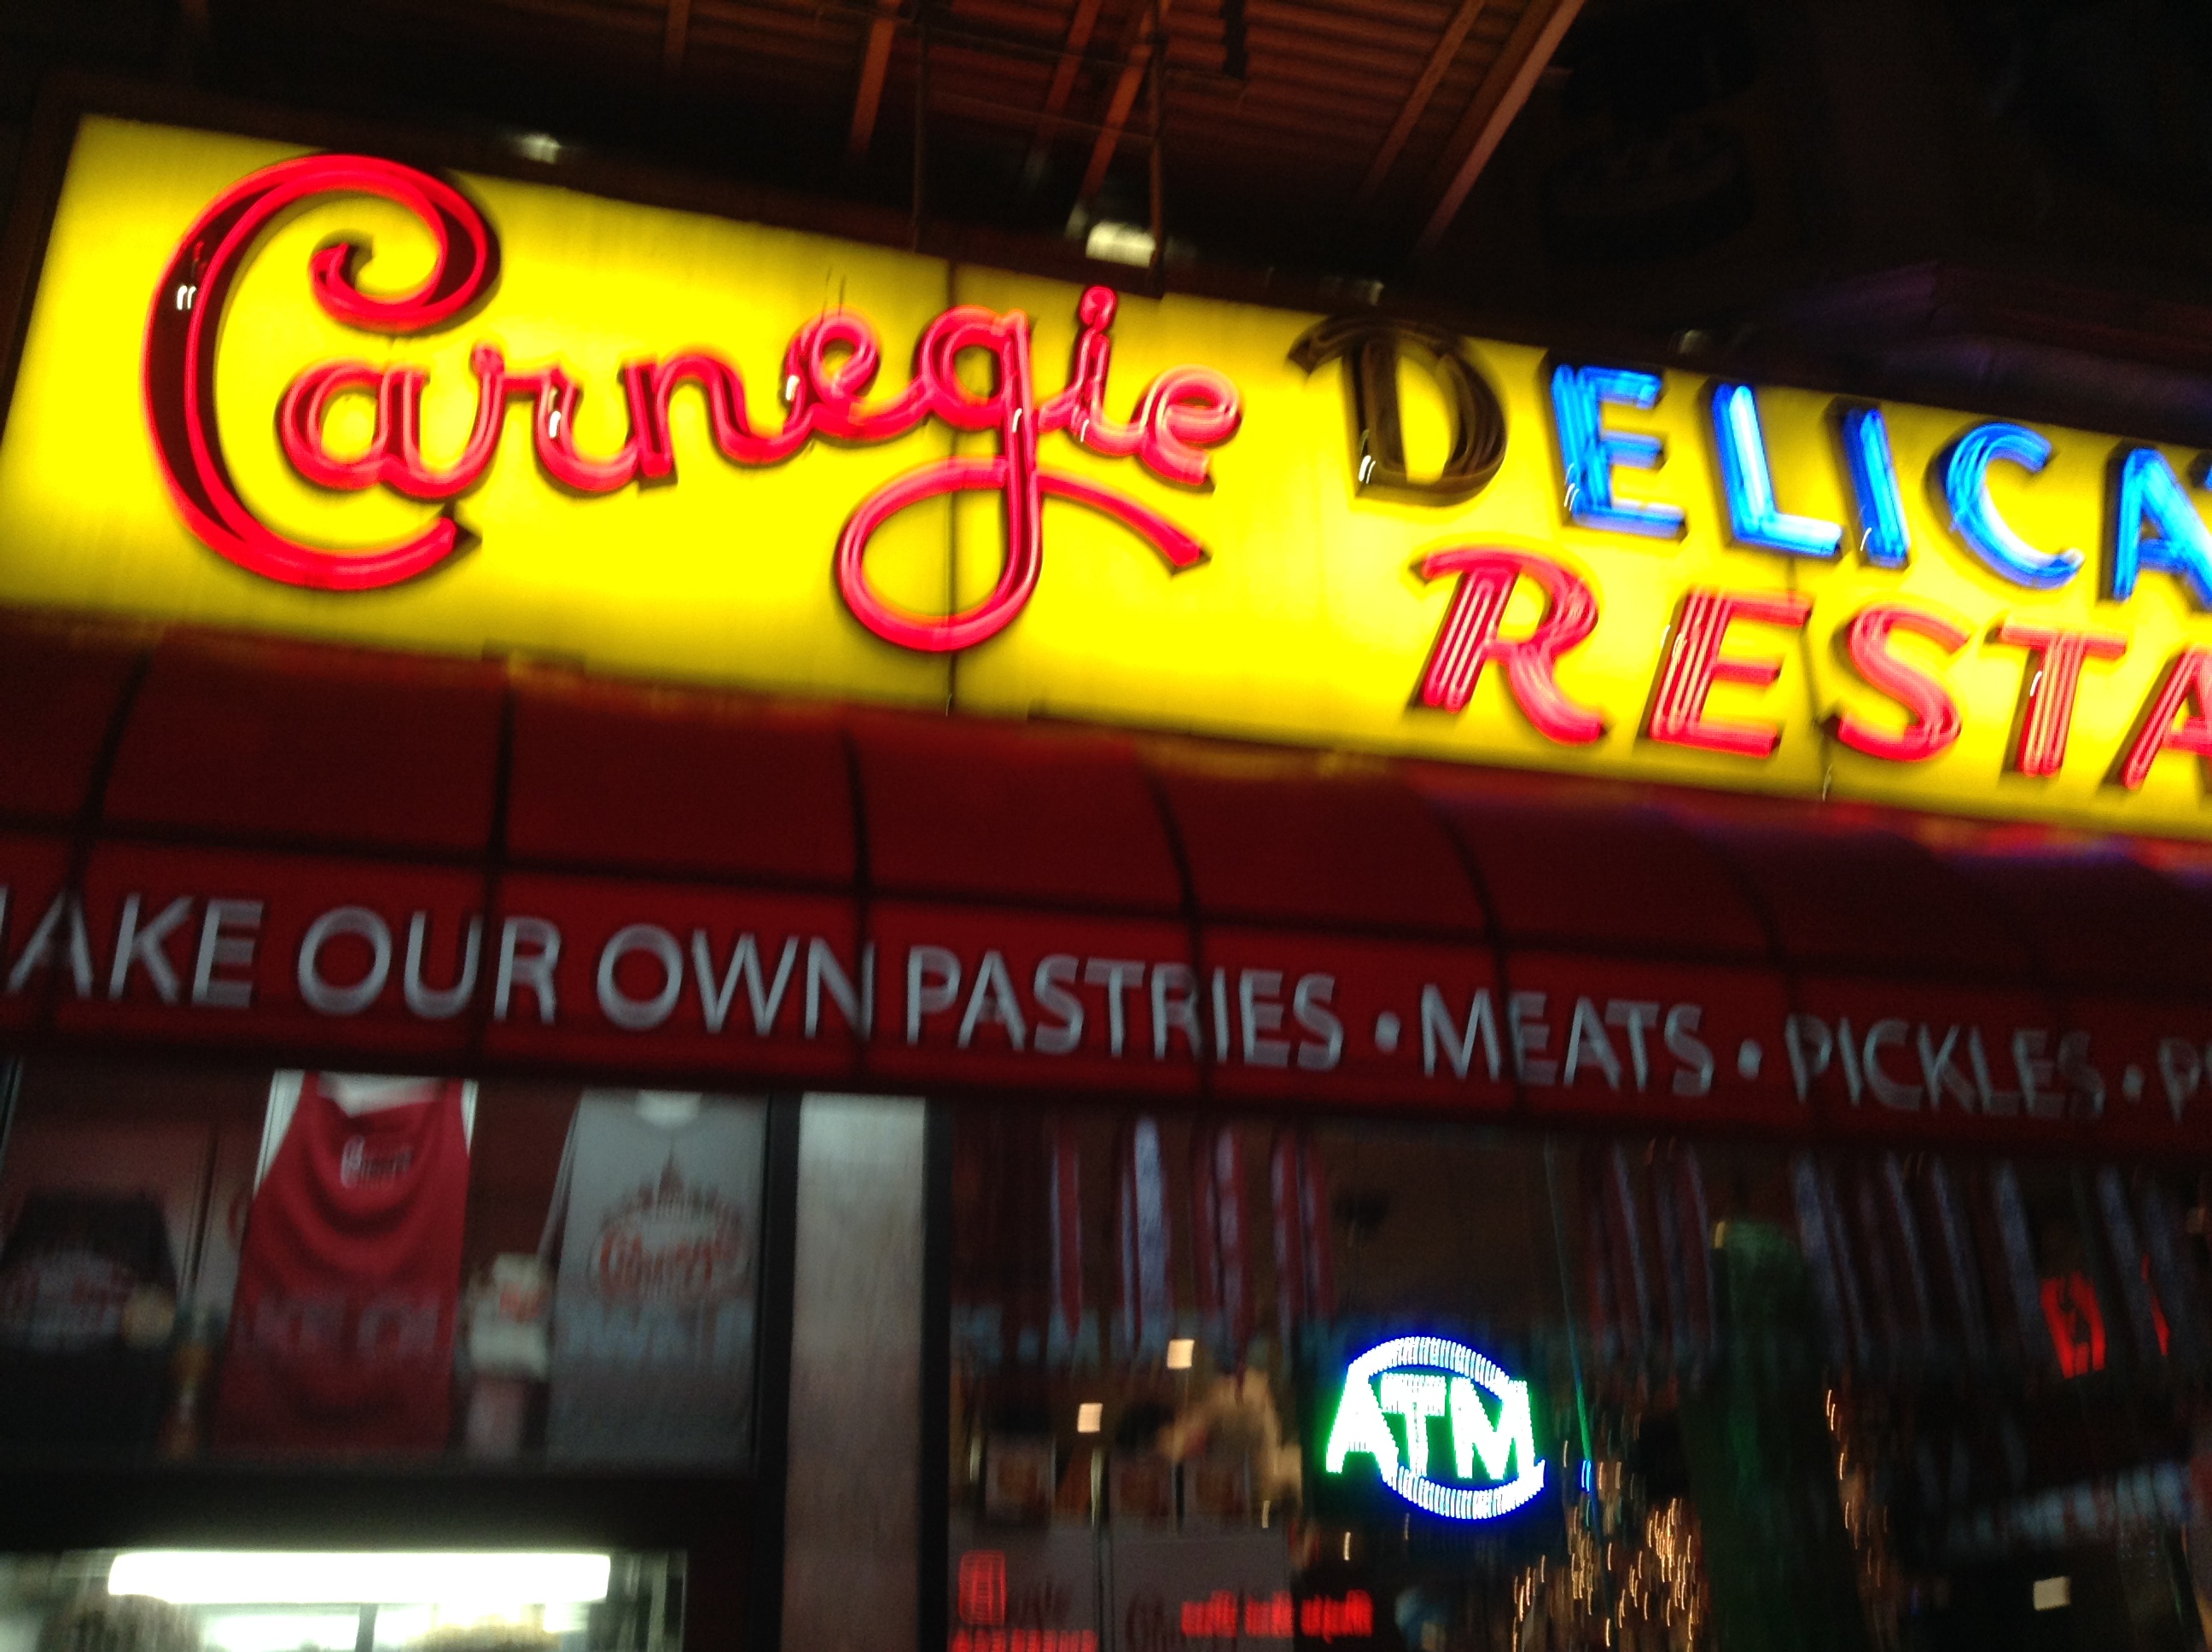 Carnegie DELICA
RESTA
AKE OUR OWN PASTRIES • MEATS • PICKLES • P
ATM